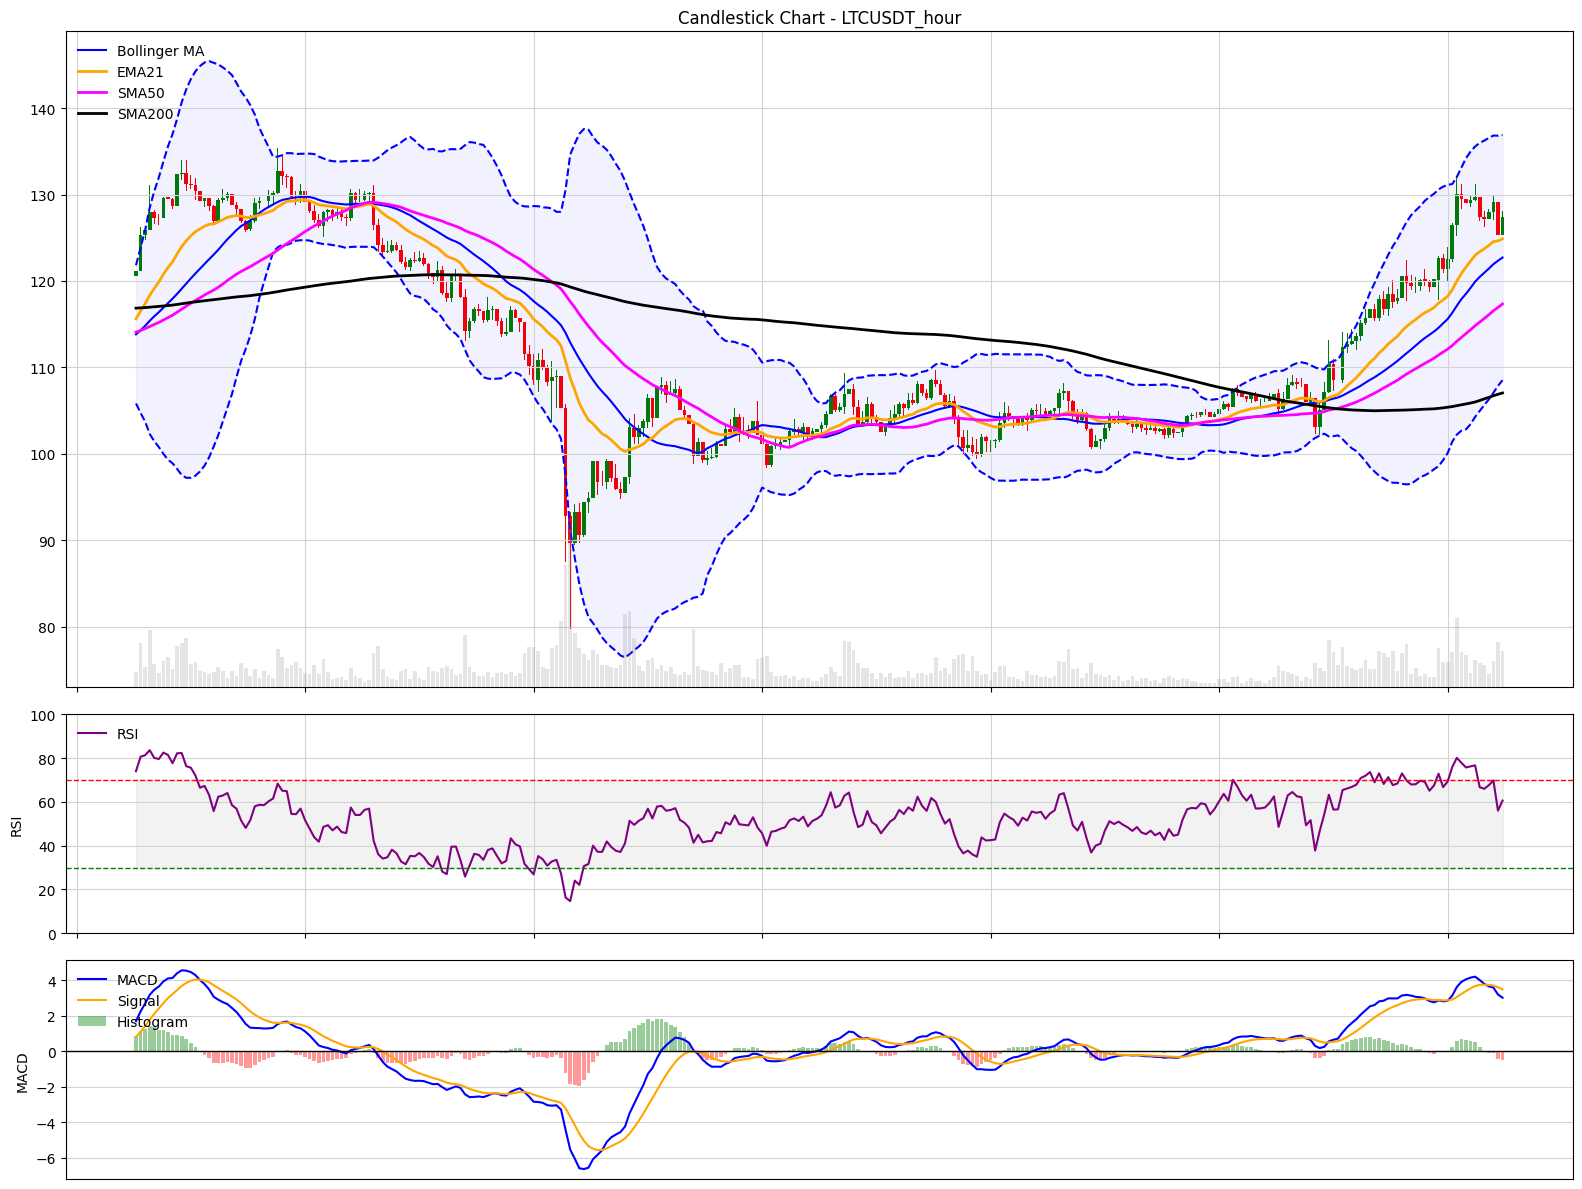 Candlestick Chart - LTCUSDT_hour
Bollinger MA
EMA21
SMA50
SMA200
140
130
120
110
100
90
80
RSI
100
80
60
40
20
0
RSI
MACD
Signal
Histogram
4
2
0
−2
−4
−6
MACD